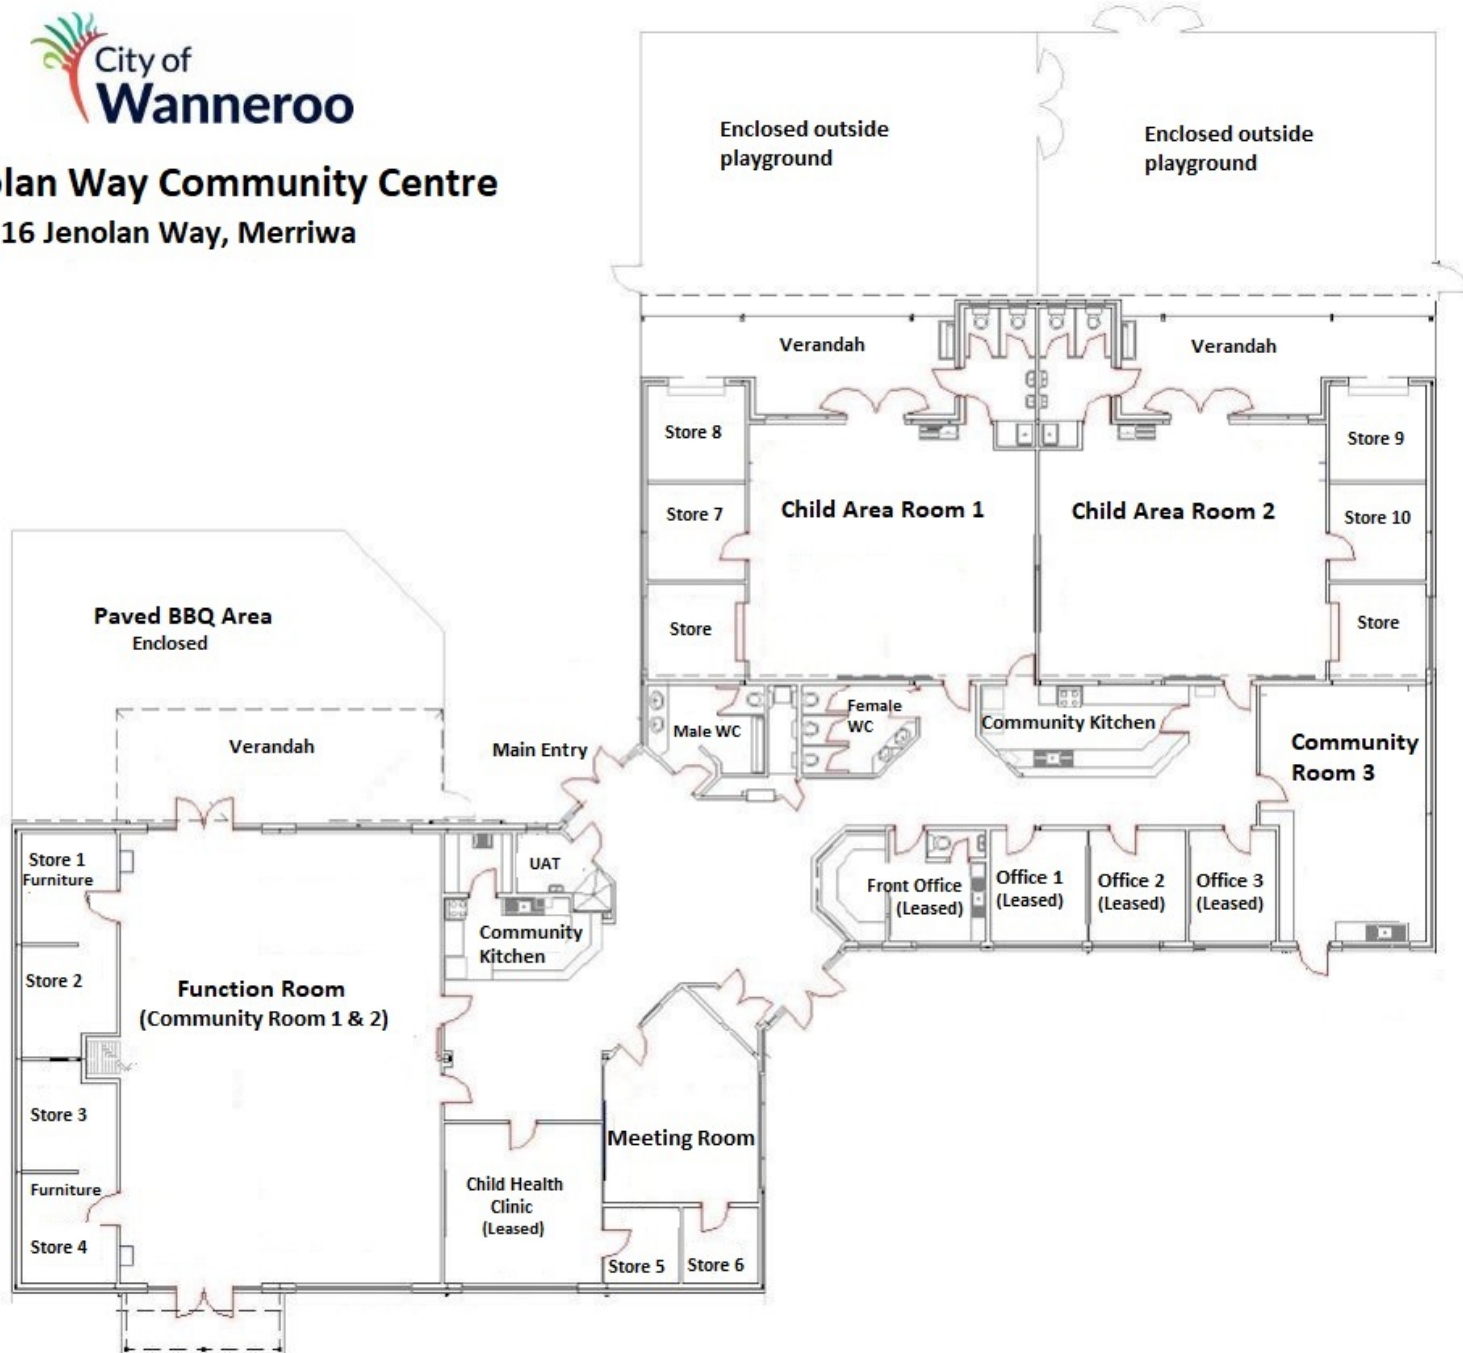 City of
Wanneroo
olan Way Community Centre
16 Jenolan Way, Merriwa
Enclosed outside
playground
Enclosed outside
playground
Verandah
Verandah
Store 8
Store 9
Store 7
Child Area Room 1
Child Area Room 2
Store 10
Store
Store
Paved BBQ Area
Enclosed
Verandah
Main Entry
Male WC
Female
WC
Community Kitchen
Community
Room 3
Store 1
Furniture
UAT
Front Office
(Leased)
Office 1
(Leased)
Office 2
(Leased)
Office 3
(Leased)
Community
Kitchen
Store 2
Function Room
(Community Room 1 & 2)
Store 3
Meeting Room
Furniture
Child Health
Clinic
(Leased)
Store 4
Store 5
Store 6